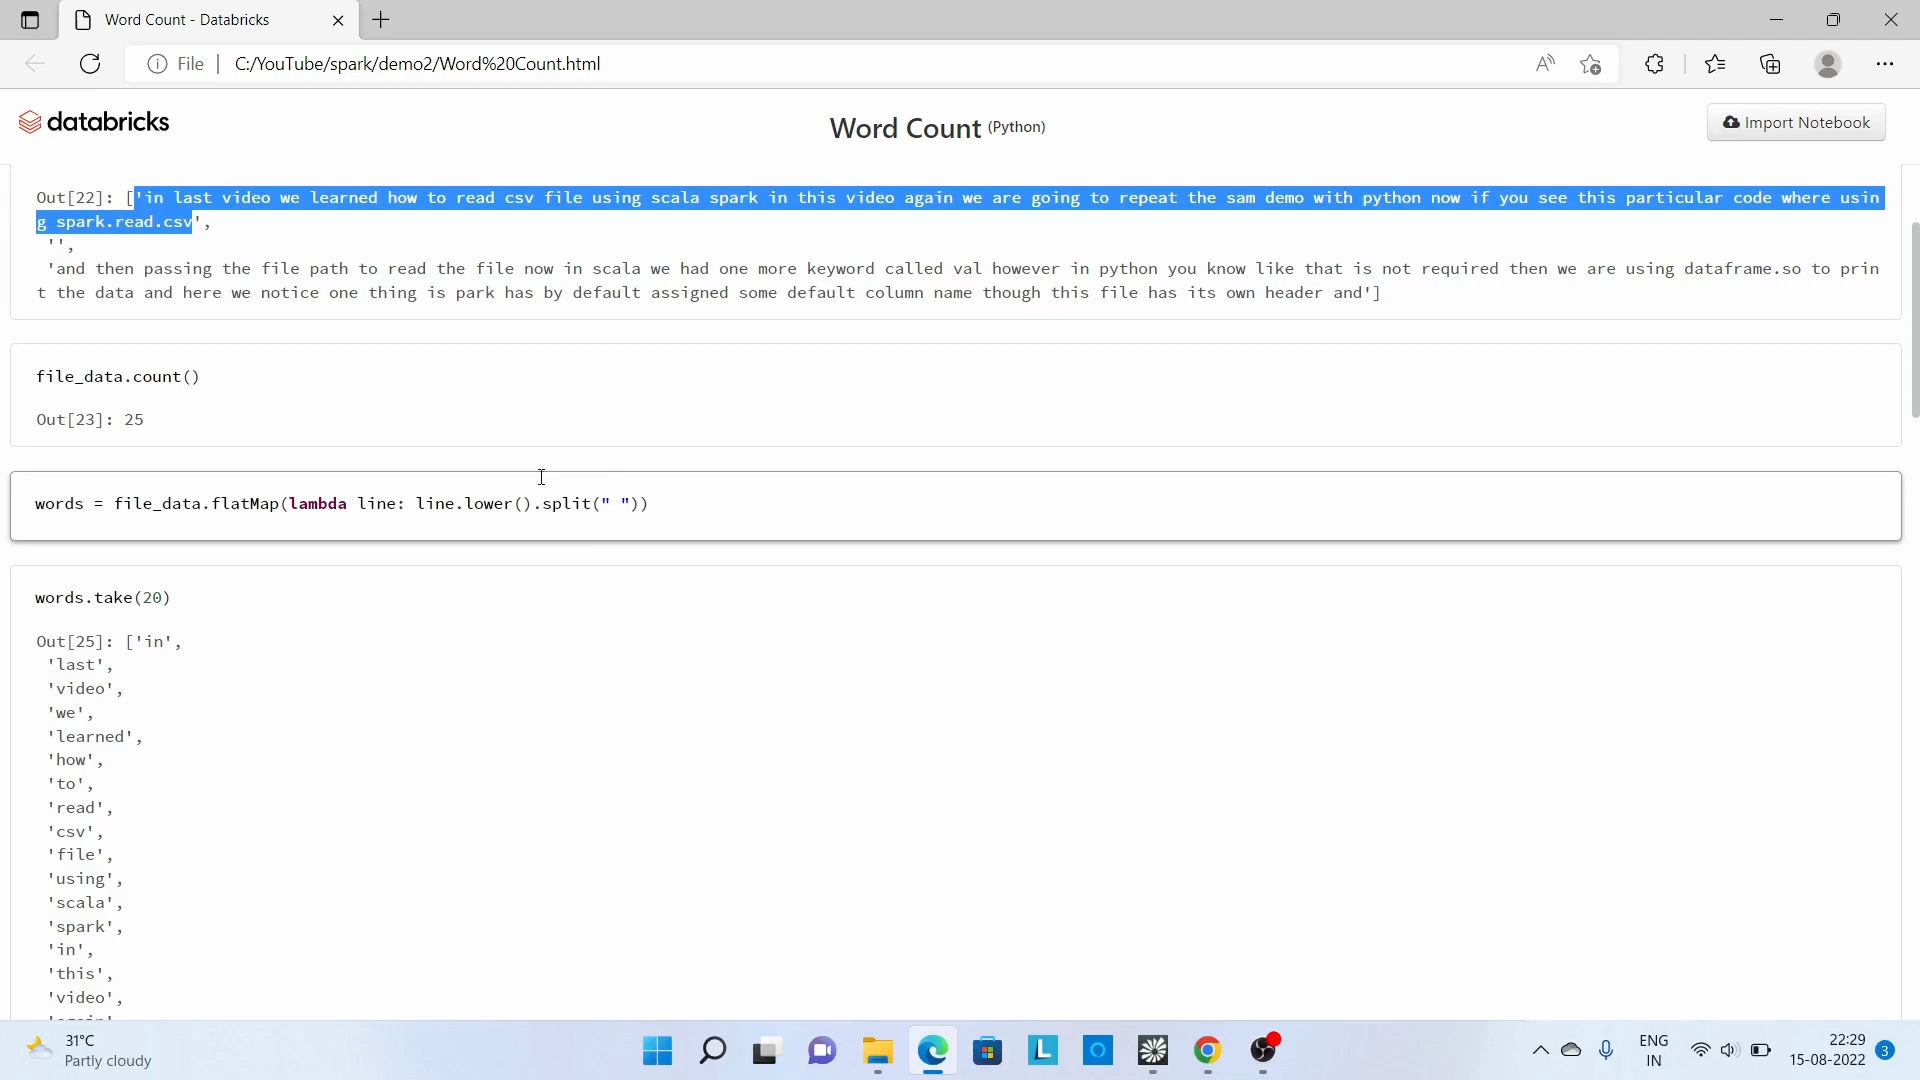 Word Count - Databricks
File
C:/YouTube/spark/demo2/Word%20Count.html
databricks
Word Count (Python)
Import Notebook
Out[22]: ['in last video we learned how to read csv file using scala spark in this video again we are going to repeat the sam demo with python now if you see this particular code where usin
g spark.read.csv',
'',
'and then passing the file path to read the file now in scala we had one more keyword called val however in python you know like that is not required then we are using dataframe.so to prin
t the data and here we notice one thing is park has by default assigned some default column name though this file has its own header and']
file_data.count()
Out[23]: 25
words = file_data.flatMap(lambda line: line.lower().split(" "))
words.take(20)
Out[25]: ['in',
'last',
'video',
'we',
'learned',
'how',
'to',
'read',
'csv',
'file',
'using',
'scala',
'spark',
'in',
'this',
'video',
31°C
Partly cloudy
ENG
IN
22:29
15-08-2022
3